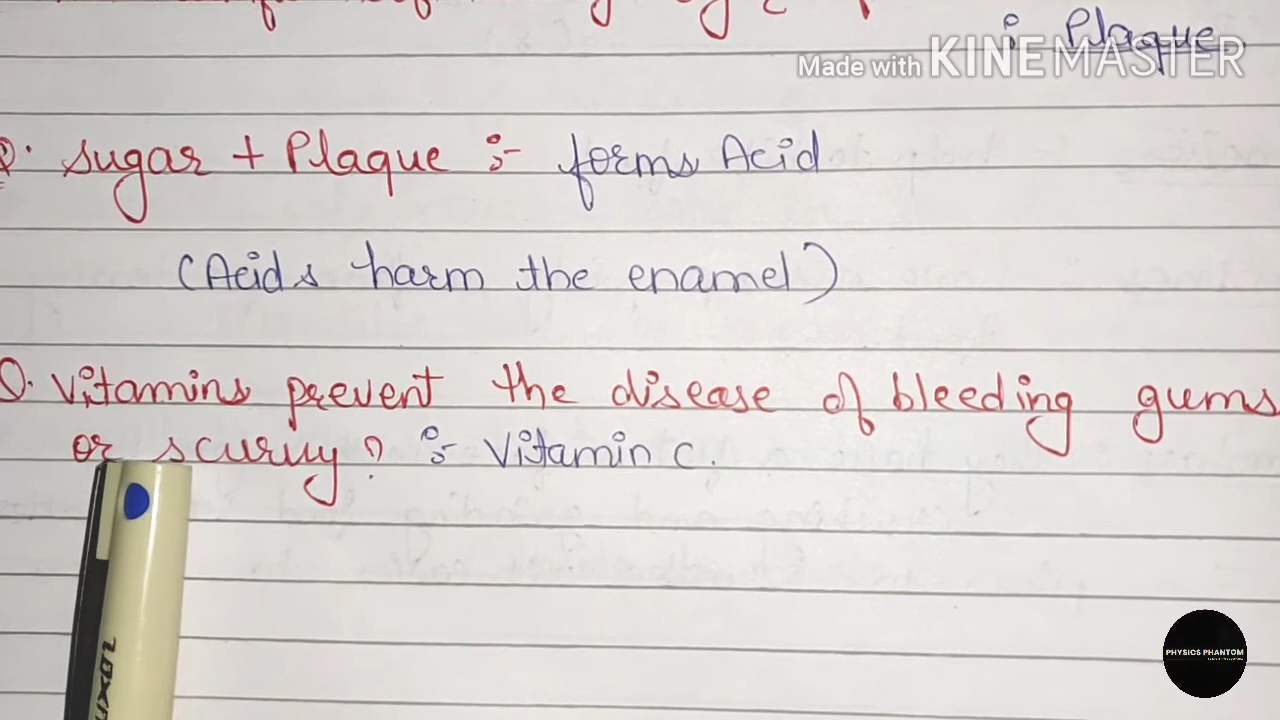 :- Plaque
Made with KINEMASTER
Q. Sugar + Plaque :- forms Acid
(Acids harm the enamel)
Q. Vitamins prevent the disease of bleeding gums
or scurvy? :- Vitamin C.
PHYSICS PHANTOM